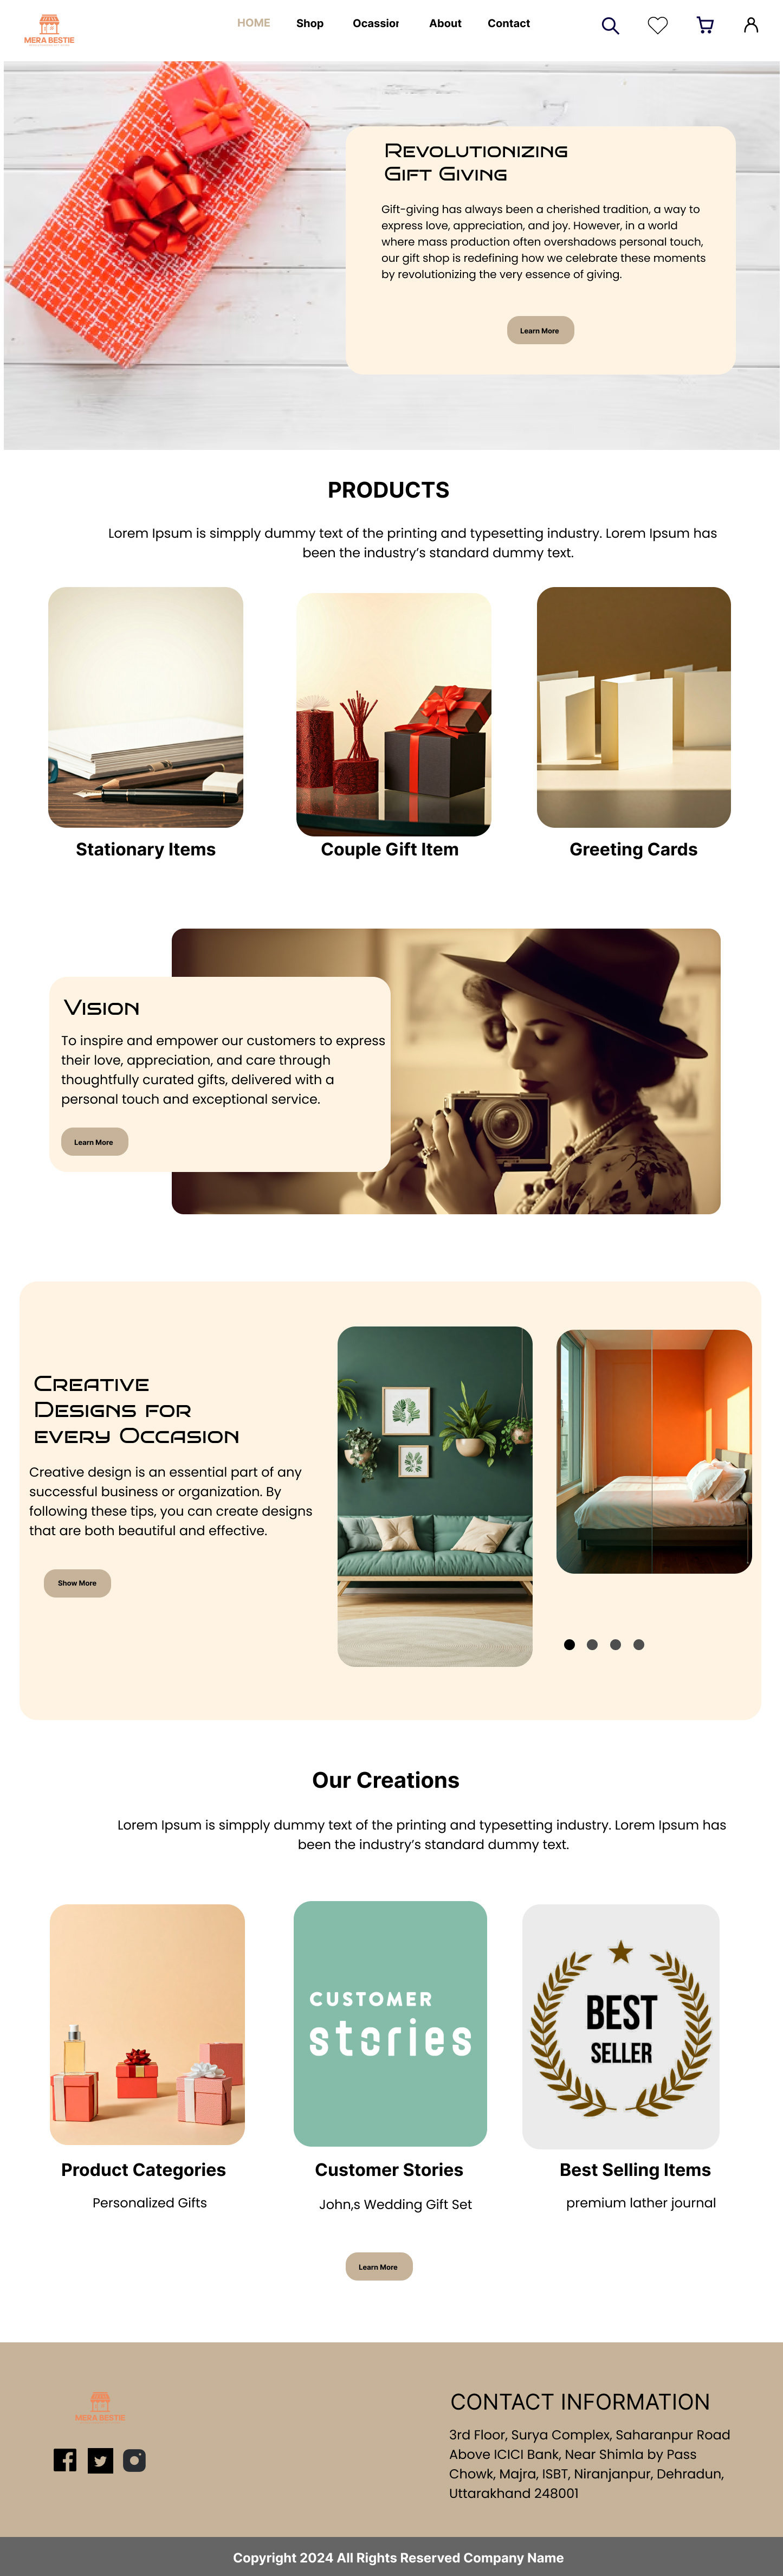 MERA BESTIE
HOME Shop Ocassion About Contact
Revolutionizing
Gift Giving
Gift-giving has always been a cherished tradition, a way to
express love, appreciation, and joy. However, in a world
where mass production often overshadows personal touch,
our gift shop is redefining how we celebrate these moments
by revolutionizing the very essence of giving.
Learn More
PRODUCTS
Lorem Ipsum is simpply dummy text of the printing and typesetting industry. Lorem Ipsum has
been the industry’s standard dummy text.
Stationary Items
Couple Gift Item
Greeting Cards
Vision
To inspire and empower our customers to express
their love, appreciation, and care through
thoughtfully curated gifts, delivered with a
personal touch and exceptional service.
Learn More
Creative
Designs for
every Occasion
Creative design is an essential part of any
successful business or organization. By
following these tips, you can create designs
that are both beautiful and effective.
Show More
Our Creations
Lorem Ipsum is simpply dummy text of the printing and typesetting industry. Lorem Ipsum has
been the industry’s standard dummy text.
CUSTOMER
stories
BEST
SELLER
Product Categories
Customer Stories
Best Selling Items
Personalized Gifts
John,s Wedding Gift Set
premium lather journal
Learn More
MERA BESTIE
CONTACT INFORMATION
3rd Floor, Surya Complex, Saharanpur Road
Above ICICI Bank, Near Shimla by Pass
Chowk, Majra, ISBT, Niranjanpur, Dehradun,
Uttarakhand 248001
Copyright 2024 All Rights Reserved Company Name